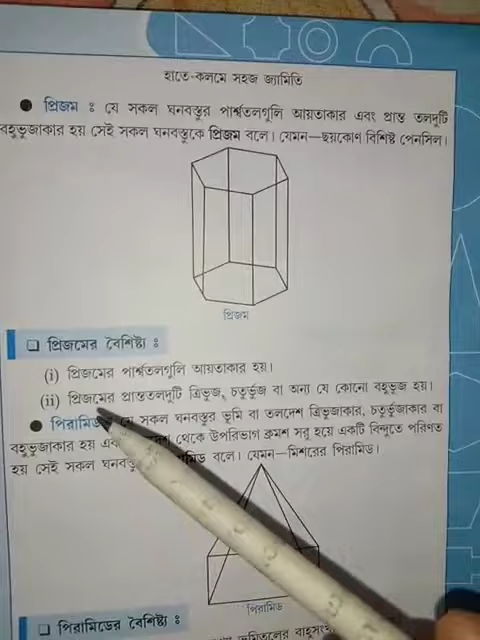 হাতে-কলমে সহজ জ্যামিতি
● প্রিজম : যে সকল ঘনবস্তুর পার্শ্বতলগুলি আয়তাকার এবং প্রান্ত তলদুটি
বহুভুজাকার হয় সেই সকল ঘনবস্তুকে প্রিজম বলে। যেমন—ছয়কোণ বিশিষ্ট পেনসিল।
প্রিজম
❑ প্রিজমের বৈশিষ্ট্য :
(i) প্রিজমের পার্শ্বতলগুলি আয়তাকার হয়।
(ii) প্রিজমের প্রান্ততলদুটি ত্রিভুজ, চতুর্ভুজ বা অন্য যে কোনো বহুভুজ হয়।
● পিরামিড সকল ঘনবস্তুর ভূমি বা তলদেশ ত্রিভুজাকার, চতুর্ভুজাকার বা
বহুভুজাকার হয় থেকে উপরিভাগ ক্রমশ সরু হয়ে একটি বিন্দুতে পরিণত
হয় সেই সকল বলে। যেমন—মিশরের পিরামিড।
পিরামিড
❑ পিরামিডের বৈশিষ্ট্য :
ভূমিতলের